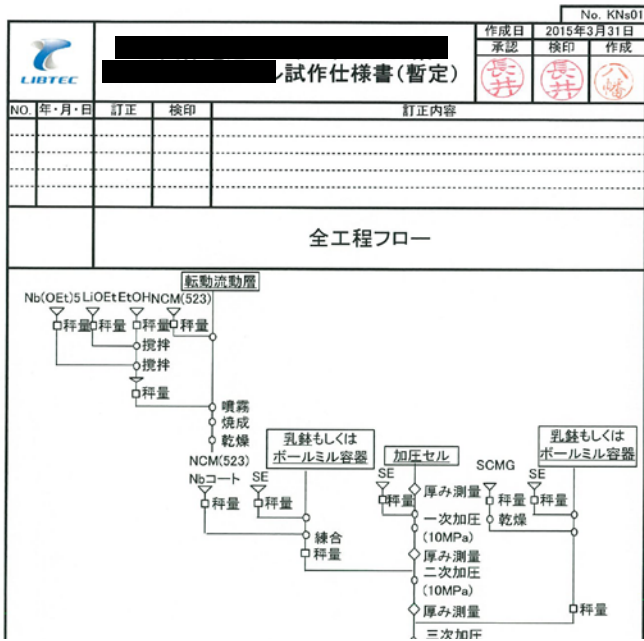 No. KNs01
作成日 2015年3月31日
承認 検印 作成
長井 長井 八幡
LIBTEC
ル試作仕様書(暫定)
NO. 年・月・日 訂正 検印 訂正内容
全工程フロー
転動流動層
Nb(OEt)5 LiOEt EtOH NCM(523)
秤量 秤量 秤量 秤量
撹拌
撹拌
秤量
噴霧
焼成
乾燥
NCM(523)
Nbコート
秤量
SE
秤量
乳鉢もしくは
ボールミル容器
練合
秤量
加圧セル
SE
秤量
厚み測量
一次加圧
(10MPa)
厚み測量
二次加圧
(10MPa)
厚み測量
三次加圧
SCMG
秤量
乾燥
SE
秤量
乳鉢もしくは
ボールミル容器
秤量